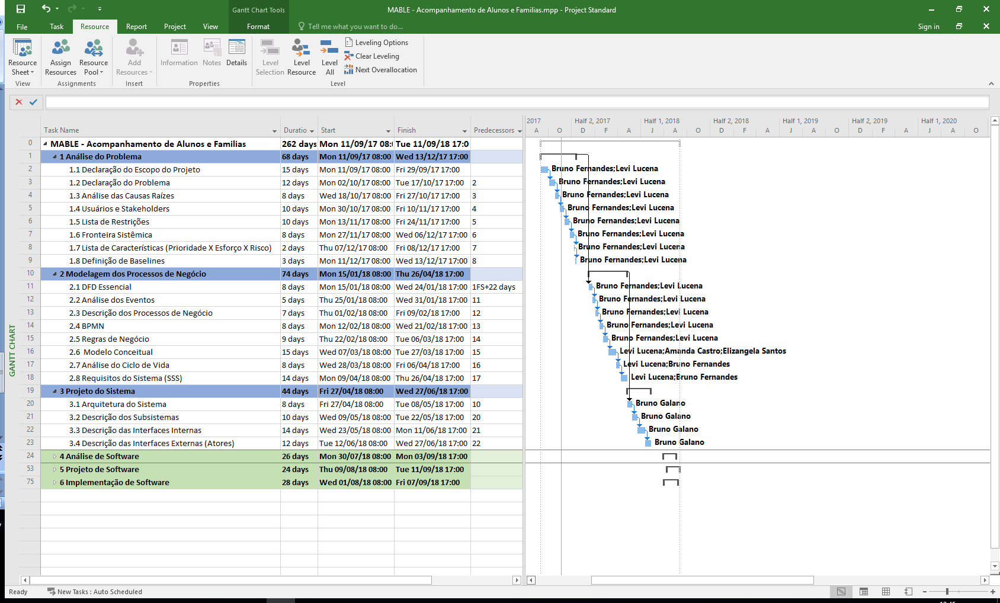 Gantt Chart Tools
MABLE - Acompanhamento de Alunos e Familias.mpp - Project Standard
File Task Resource Report Project View Format Tell me what you want to do... Sign in
Resource Sheet
Assign Resources
Resource Pool
Add Resources
Information
Notes
Details
Level Selection
Level Resource
Level All
Leveling Options
Clear Leveling
Next Overallocation
View Assignments Insert Properties Level
2017 Half 2, 2017 Half 1, 2018 Half 2, 2018 Half 1, 2019 Half 2, 2019 Half 1, 2020
Task Name Duratio Start Finish Predecessors A O D F A J A O D F A J A O D F A J A O
0 MABLE - Acompanhamento de Alunos e Familias 262 days Mon 11/09/17 08: Tue 11/09/18 17:0
1 1 Análise do Problema 68 days Mon 11/09/17 08:00 Wed 13/12/17 17:00
2 1.1 Declaração do Escopo do Projeto 15 days Mon 11/09/17 08:00 Fri 29/09/17 17:00 Bruno Fernandes;Levi Lucena
3 1.2 Declaração do Problema 12 days Mon 02/10/17 08:00 Tue 17/10/17 17:00 2 Bruno Fernandes;Levi Lucena
4 1.3 Análise das Causas Raízes 8 days Wed 18/10/17 08:00 Fri 27/10/17 17:00 3 Bruno Fernandes;Levi Lucena
5 1.4 Usuários e Stakeholders 10 days Mon 30/10/17 08:00 Fri 10/11/17 17:00 4 Bruno Fernandes;Levi Lucena
6 1.5 Lista de Restrições 10 days Mon 13/11/17 08:00 Fri 24/11/17 17:00 5 Bruno Fernandes;Levi Lucena
7 1.6 Fronteira Sistêmica 8 days Mon 27/11/17 08:00 Wed 06/12/17 17:00 6 Bruno Fernandes;Levi Lucena
8 1.7 Lista de Características (Prioridade X Esforço X Risco) 2 days Thu 07/12/17 08:00 Fri 08/12/17 17:00 7 Bruno Fernandes;Levi Lucena
9 1.8 Definição de Baselines 3 days Mon 11/12/17 08:00 Wed 13/12/17 17:00 8 Bruno Fernandes;Levi Lucena
10 2 Modelagem dos Processos de Negócio 74 days Mon 15/01/18 08:00 Thu 26/04/18 17:00
11 2.1 DFD Essencial 8 days Mon 15/01/18 08:00 Wed 24/01/18 17:00 1FS+22 days Bruno Fernandes;Levi Lucena
12 2.2 Análise dos Eventos 5 days Thu 25/01/18 08:00 Wed 31/01/18 17:00 11 Bruno Fernandes;Levi Lucena
13 2.3 Descrição dos Processos de Negócio 7 days Thu 01/02/18 08:00 Fri 09/02/18 17:00 12 Bruno Fernandes;Levi Lucena
14 2.4 BPMN 8 days Mon 12/02/18 08:00 Wed 21/02/18 17:00 13 Bruno Fernandes;Levi Lucena
15 2.5 Regras de Negócio 9 days Thu 22/02/18 08:00 Tue 06/03/18 17:00 14 Bruno Fernandes;Levi Lucena
16 2.6 Modelo Conceitual 15 days Wed 07/03/18 08:00 Tue 27/03/18 17:00 15 Levi Lucena;Amanda Castro;Elizangela Santos
17 2.7 Análise do Ciclo de Vida 8 days Wed 28/03/18 08:00 Fri 06/04/18 17:00 16 Levi Lucena;Bruno Fernandes
18 2.8 Requisitos do Sistema (SSS) 14 days Mon 09/04/18 08:00 Thu 26/04/18 17:00 17 Levi Lucena;Bruno Fernandes
19 3 Projeto do Sistema 44 days Fri 27/04/18 08:00 Wed 27/06/18 17:00
20 3.1 Arquitetura do Sistema 8 days Fri 27/04/18 08:00 Tue 08/05/18 17:00 10 Bruno Galano
21 3.2 Descrição dos Subsistemas 10 days Wed 09/05/18 08:00 Tue 22/05/18 17:00 20 Bruno Galano
22 3.3 Descrição das Interfaces Internas 14 days Wed 23/05/18 08:00 Mon 11/06/18 17:00 21 Bruno Galano
23 3.4 Descrição das Interfaces Externas (Atores) 12 days Tue 12/06/18 08:00 Wed 27/06/18 17:00 22 Bruno Galano
24 4 Análise de Software 26 days Mon 30/07/18 08:00 Mon 03/09/18 17:00
53 5 Projeto de Software 24 days Thu 09/08/18 08:00 Tue 11/09/18 17:00
75 6 Implementação de Software 28 days Wed 01/08/18 08:00 Fri 07/09/18 17:00
GANTT CHART
Ready New Tasks : Auto Scheduled